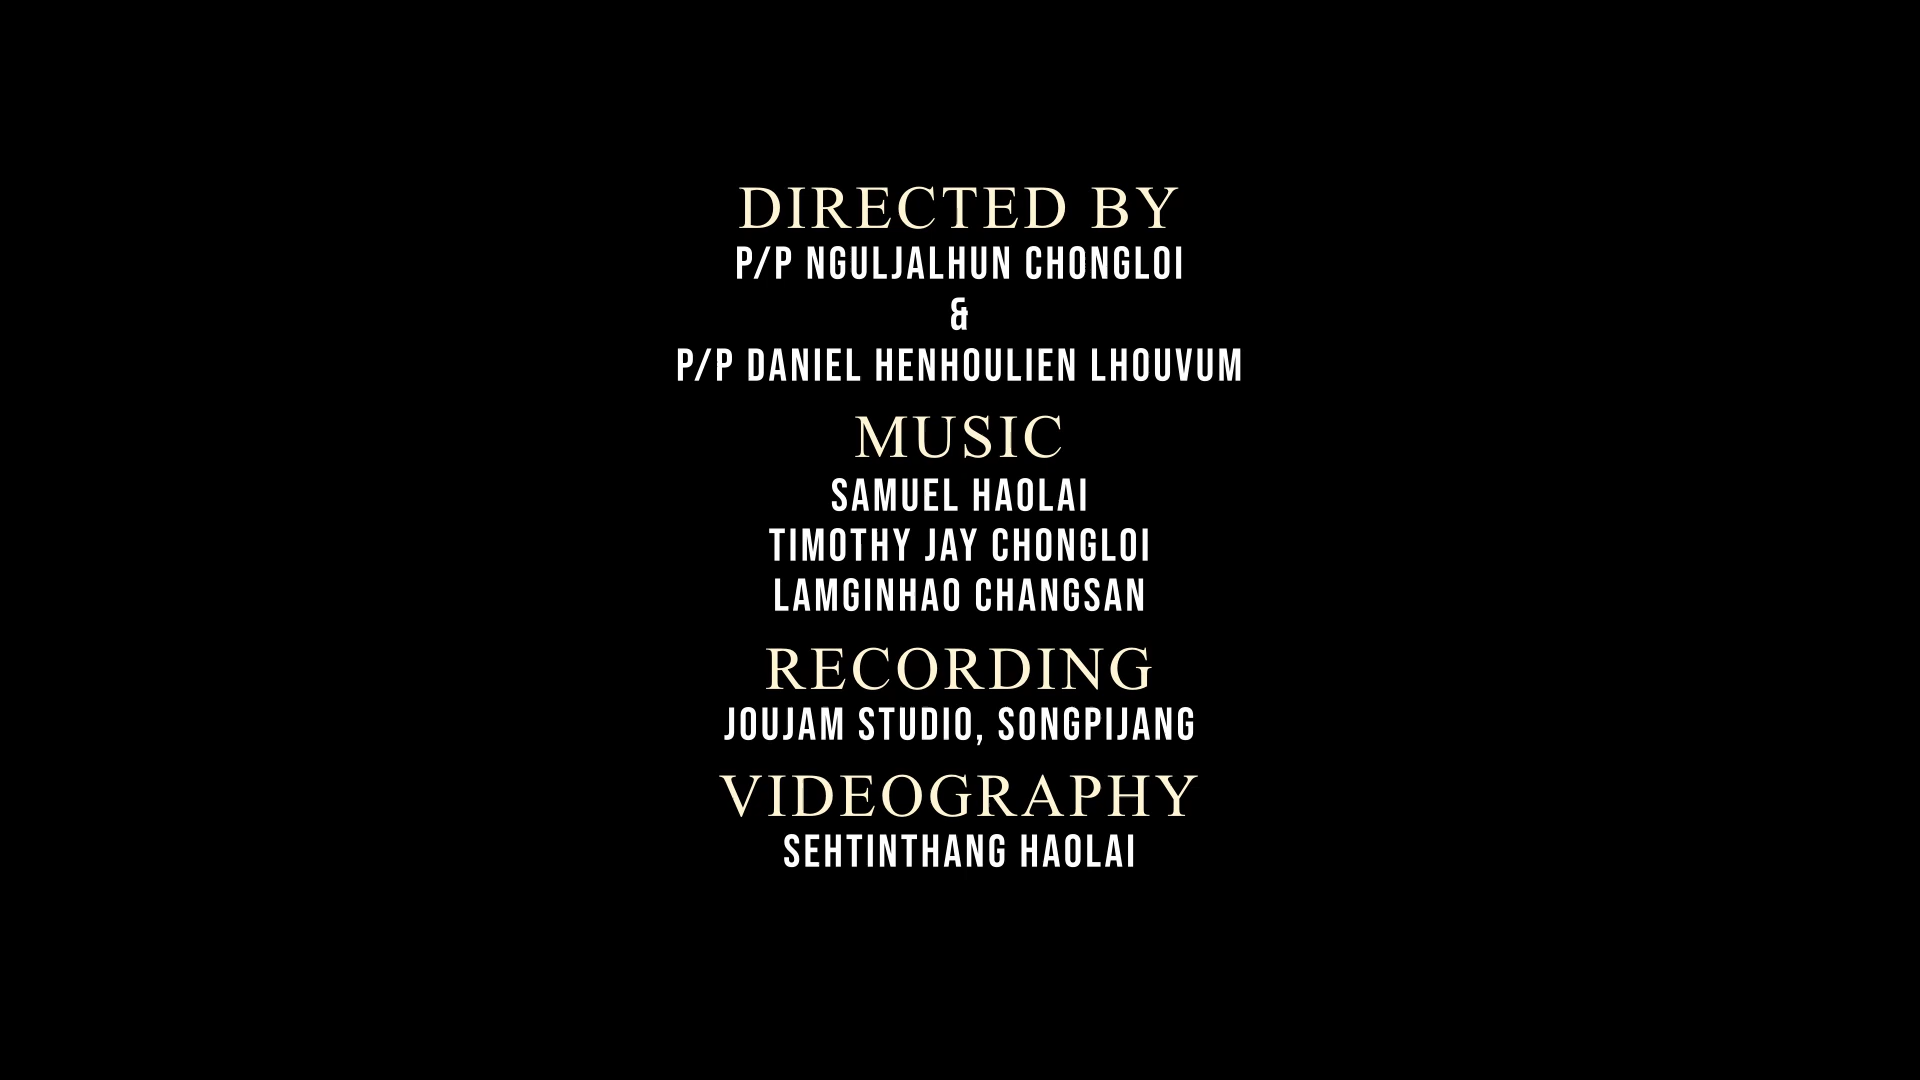 DIRECTED BY
P/P NGULJALHUN CHONGLOI
&
P/P DANIEL HENHOULIEN LHOUVUM
MUSIC
SAMUEL HAOLAI
TIMOTHY JAY CHONGLOI
LAMGINHAO CHANGSAN
RECORDING
JOUJAM STUDIO, SONGPIJANG
VIDEOGRAPHY
SEHTINTHANG HAOLAI